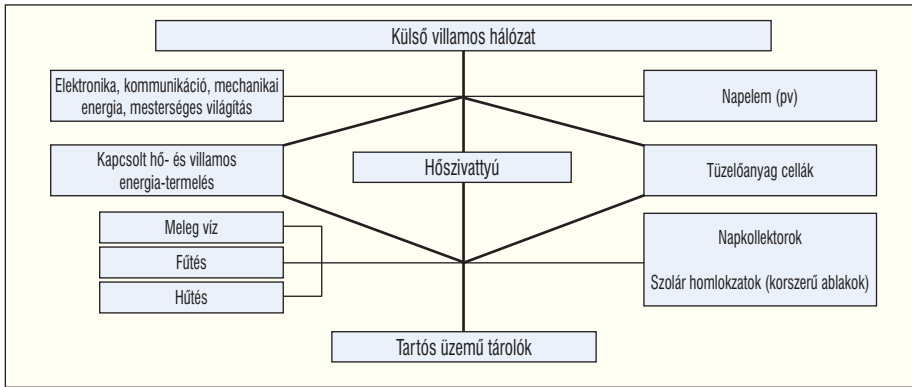 Külső villamos hálózat
Elektronika, kommunikáció, mechanikai
energia, mesterséges világítás
Napelem (pv)
Kapcsolt hő- és villamos
energia-termelés
Hőszivattyú
Tüzelőanyag cellák
Meleg víz
Fűtés
Hűtés
Napkollektorok
Szolár homlokzatok (korszerű ablakok)
Tartós üzemű tárolók